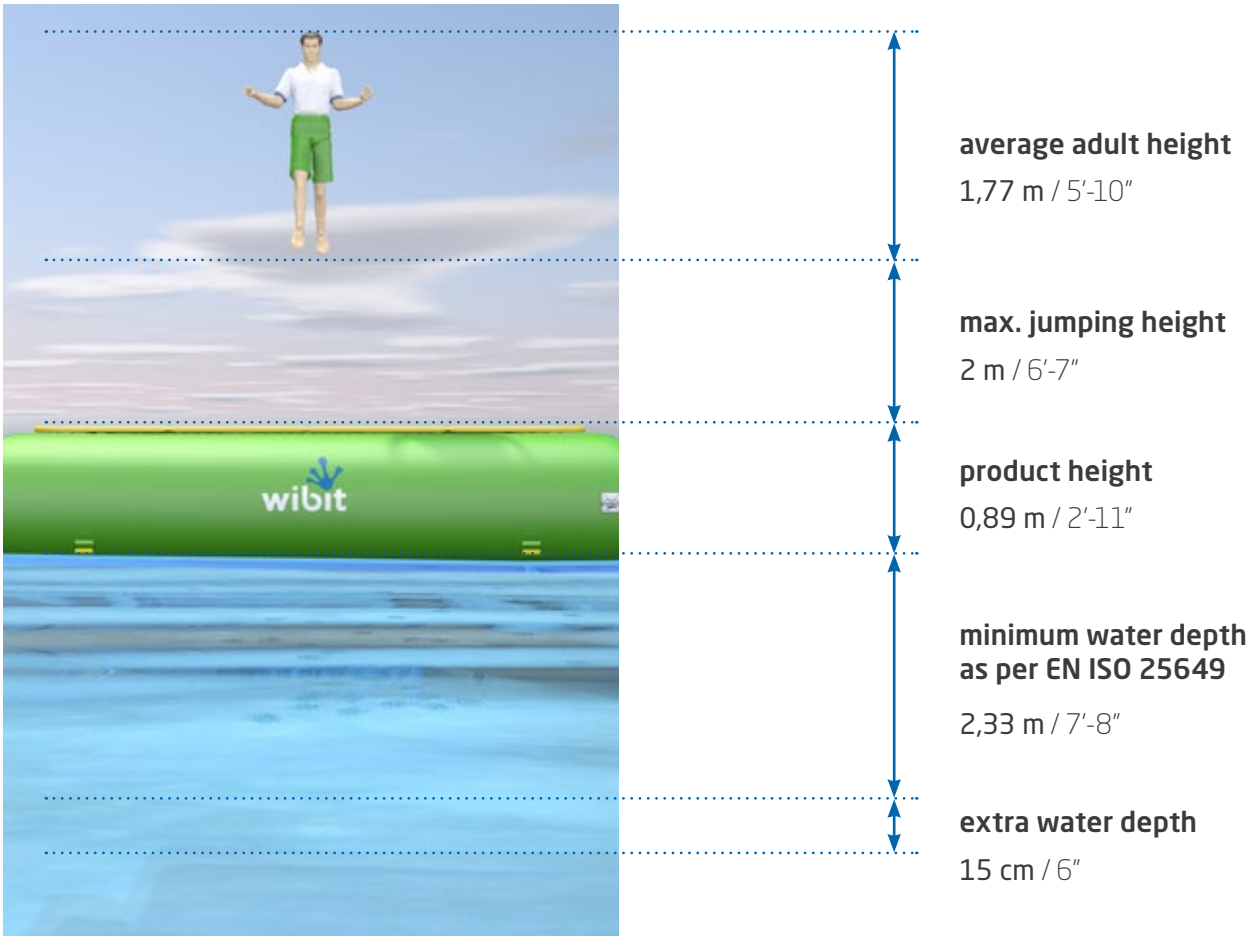 average adult height
1,77 m / 5'-10"
max. jumping height
2 m / 6'-7"
wibit
product height
0,89 m / 2'-11"
minimum water depth
as per EN ISO 25649
2,33 m / 7'-8"
extra water depth
15 cm / 6"